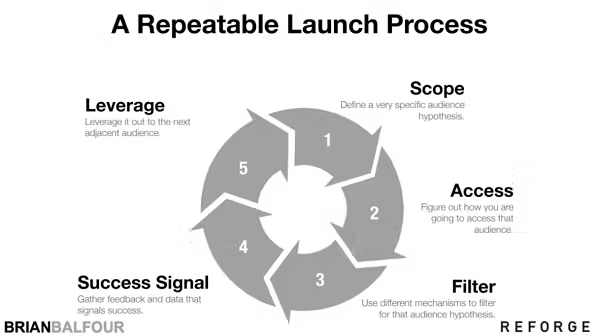 A Repeatable Launch Process
Scope
Define a very specific audience
hypothesis.
Access
Figure out how you are
going to access that
audience.
Filter
Use different mechanisms to filter
for that audience hypothesis.
Success Signal
Gather feedback and data that
signals success.
Leverage
Leverage it out to the next
adjacent audience.
1
2
3
4
5
BRIANBALFOUR
REFORGE